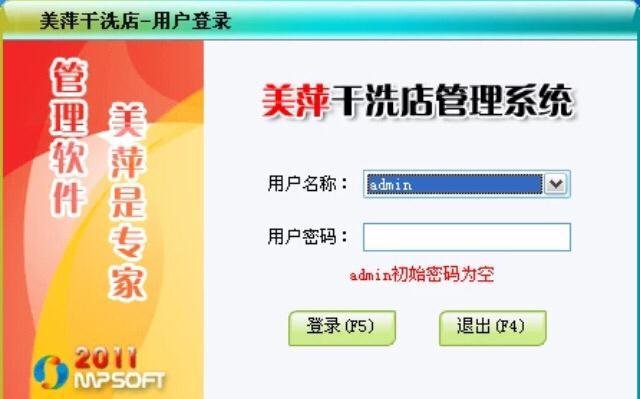 美萍干洗店-用户登录
管理软件
美萍是专家
2011
MPSOFT
美萍干洗店管理系统
用户名称： admin
用户密码：
admin初始密码为空
登录(F5) 退出(F4)